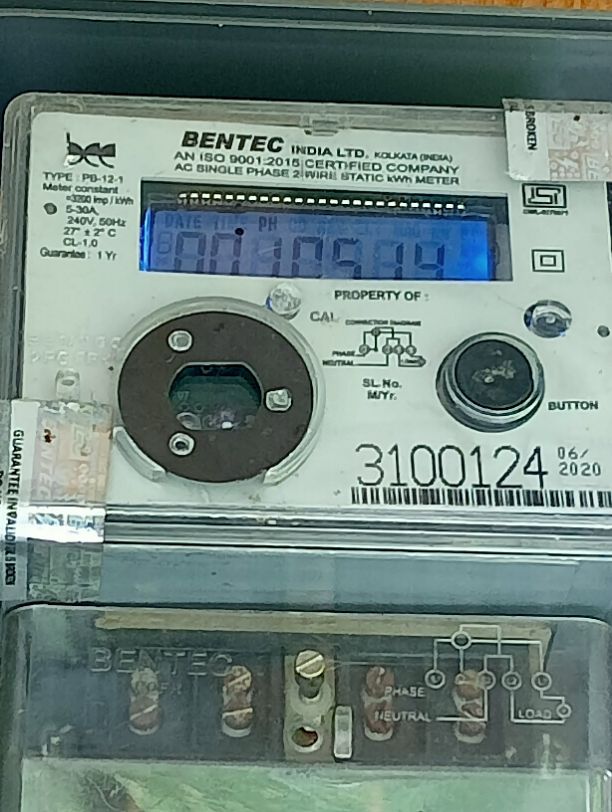 BENTEC INDIA LTD. KOLKATA (INDIA)
AN ISO 9001:2015 CERTIFIED COMPANY
AC SINGLE PHASE 2 WIRE STATIC kWh METER
TYPE : PB-12-1
Meter constant
=3200 imp / kWh
5-30A,
240V, 50Hz
27° ± 2° C
CL-1.0
Guarantee: 1 Yr
BROKEN
DATE TIME PH
PROPERTY OF :
CAL
CONNECTION DIAGRAM
PHASE
NEUTRAL
LOAD
SL.No.
M/Yr.
BUTTON
3100124 06/
2020
GUARANTEE INVALID IF
BENTEC
PHASE
NEUTRAL
LOAD